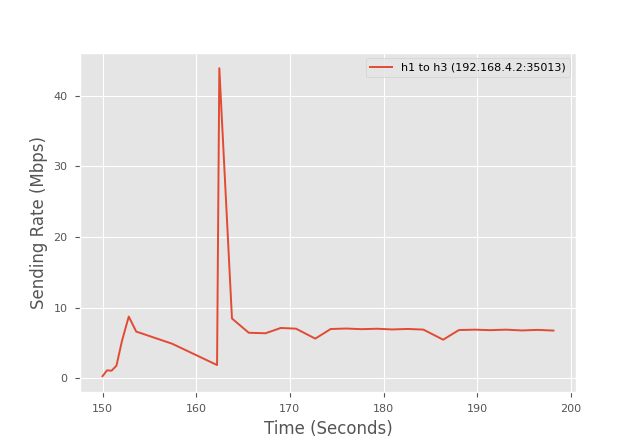 h1 to h3 (192.168.4.2:35013)
Sending Rate (Mbps)
40
30
20
10
0
150 160 170 180 190 200
Time (Seconds)